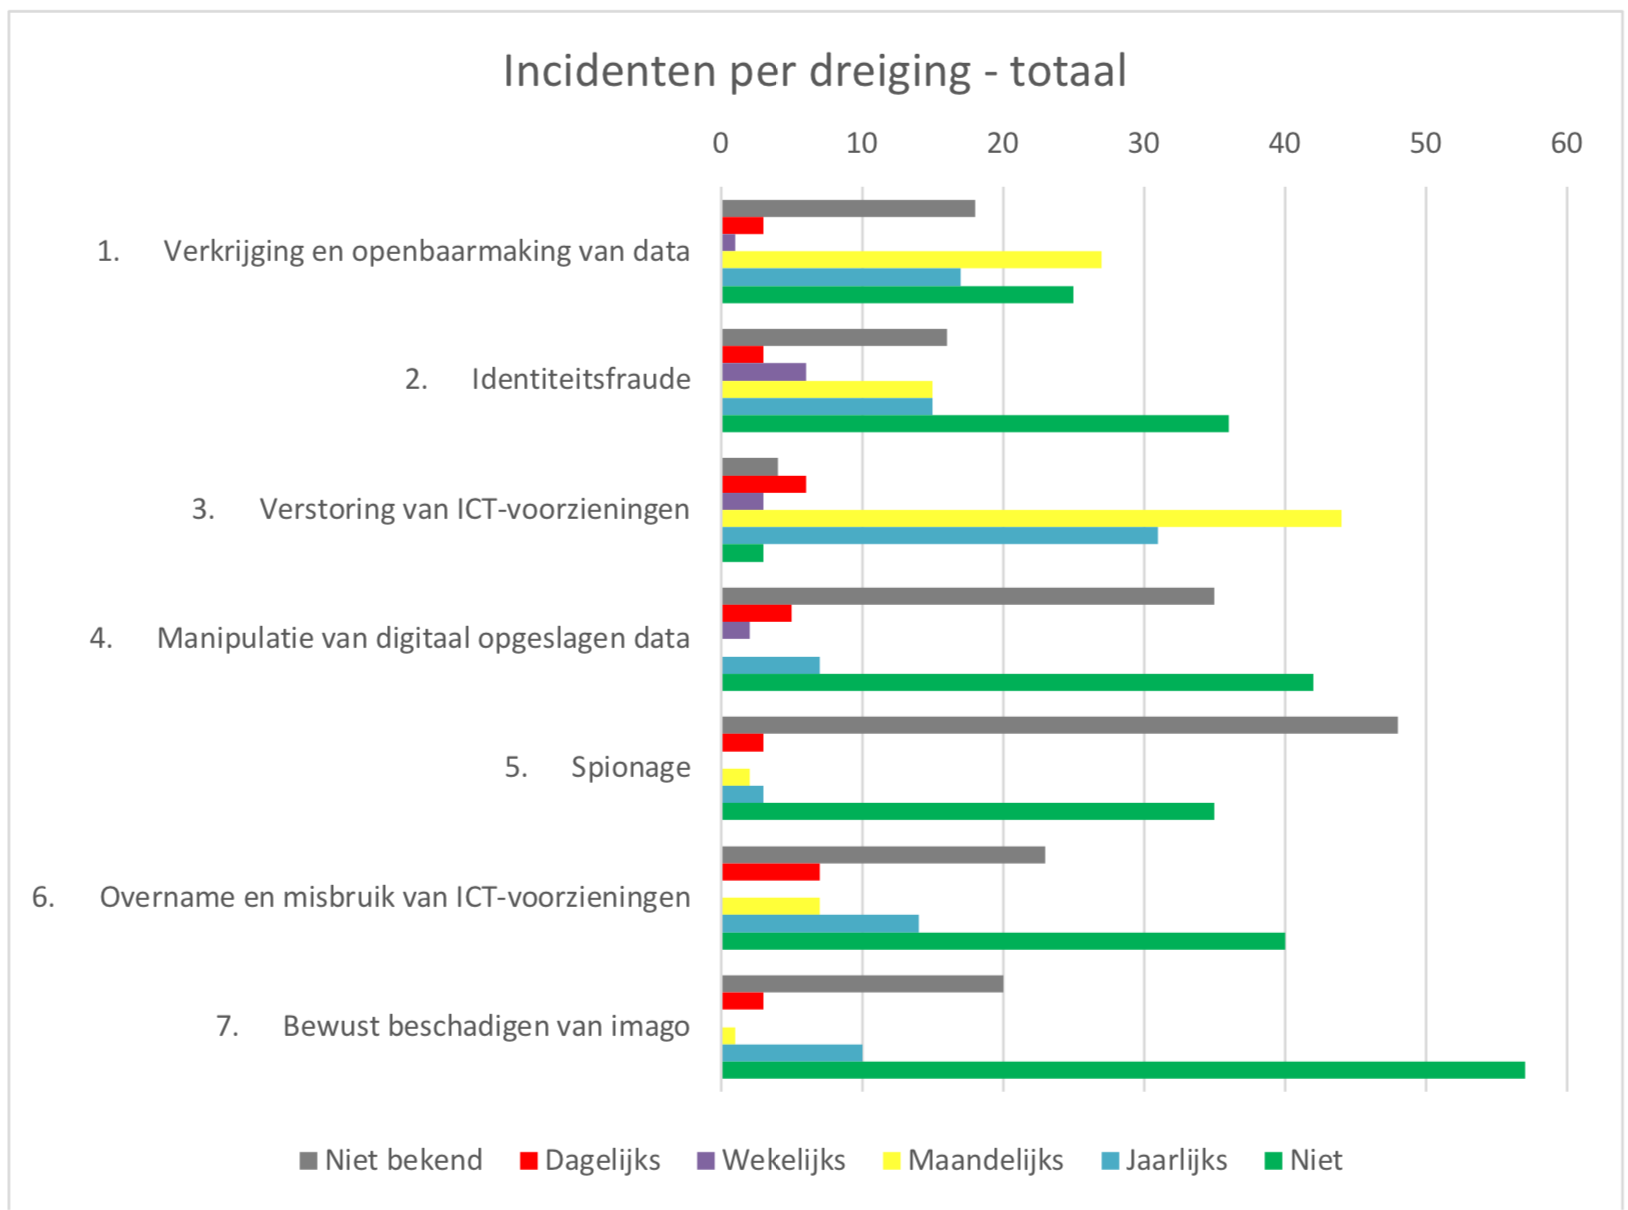 Incidenten per dreiging - totaal
0 10 20 30 40 50 60
1. Verkrijging en openbaarmaking van data
2. Identiteitsfraude
3. Verstoring van ICT-voorzieningen
4. Manipulatie van digitaal opgeslagen data
5. Spionage
6. Overname en misbruik van ICT-voorzieningen
7. Bewust beschadigen van imago
Niet bekend Dagelijks Wekelijks Maandelijks Jaarlijks Niet